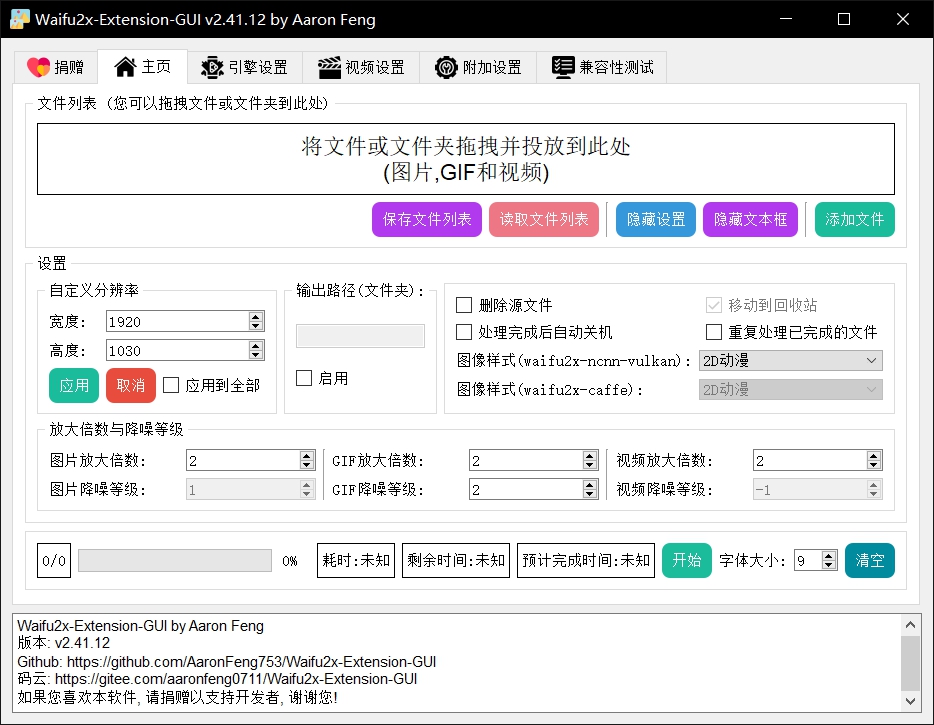 Waifu2x-Extension-GUI v2.41.12 by Aaron Feng
捐赠 主页 引擎设置 视频设置 附加设置 兼容性测试
文件列表 (您可以拖拽文件或文件夹到此处)
将文件或文件夹拖拽并投放到此处
(图片,GIF和视频)
保存文件列表 读取文件列表 隐藏设置 隐藏文本框 添加文件
设置
自定义分辨率
宽度: 1920
高度: 1030
应用 取消 应用到全部
输出路径(文件夹):
启用
删除源文件 移动到回收站
处理完成后自动关机 重复处理已完成的文件
图像样式(waifu2x-ncnn-vulkan): 2D动漫
图像样式(waifu2x-caffe): 2D动漫
放大倍数与降噪等级
图片放大倍数: 2 GIF放大倍数: 2 视频放大倍数: 2
图片降噪等级: 1 GIF降噪等级: 2 视频降噪等级: -1
0/0 0% 耗时:未知 剩余时间:未知 预计完成时间:未知 开始 字体大小: 9 清空
Waifu2x-Extension-GUI by Aaron Feng
版本: v2.41.12
Github: https://github.com/AaronFeng753/Waifu2x-Extension-GUI
码云: https://gitee.com/aaronfeng0711/Waifu2x-Extension-GUI
如果您喜欢本软件, 请捐赠以支持开发者, 谢谢您!